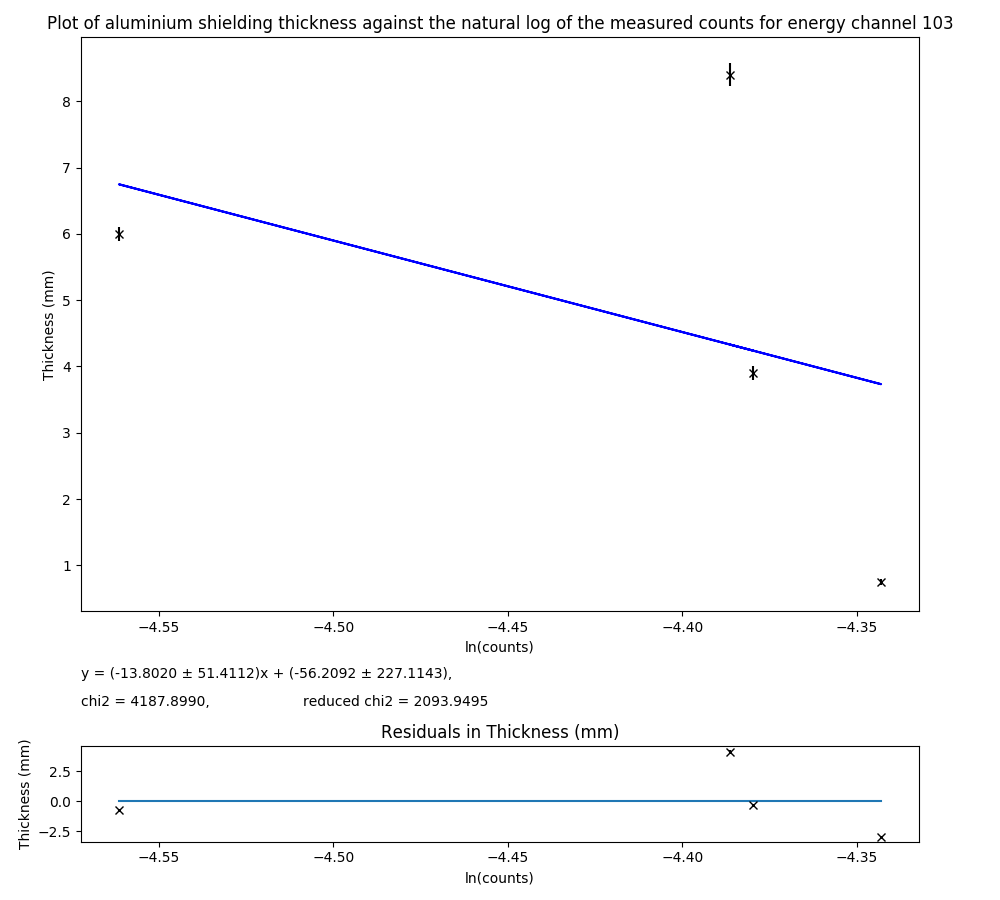 Plot of aluminium shielding thickness against the natural log of the measured counts for energy channel 103
8
7
6
5
4
3
2
1
Thickness (mm)
−4.55 −4.50 −4.45 −4.40 −4.35
ln(counts)
y = (-13.8020 ± 51.4112)x + (-56.2092 ± 227.1143),
chi2 = 4187.8990, reduced chi2 = 2093.9495
Residuals in Thickness (mm)
2.5
0.0
−2.5
Thickness (mm)
−4.55 −4.50 −4.45 −4.40 −4.35
ln(counts)